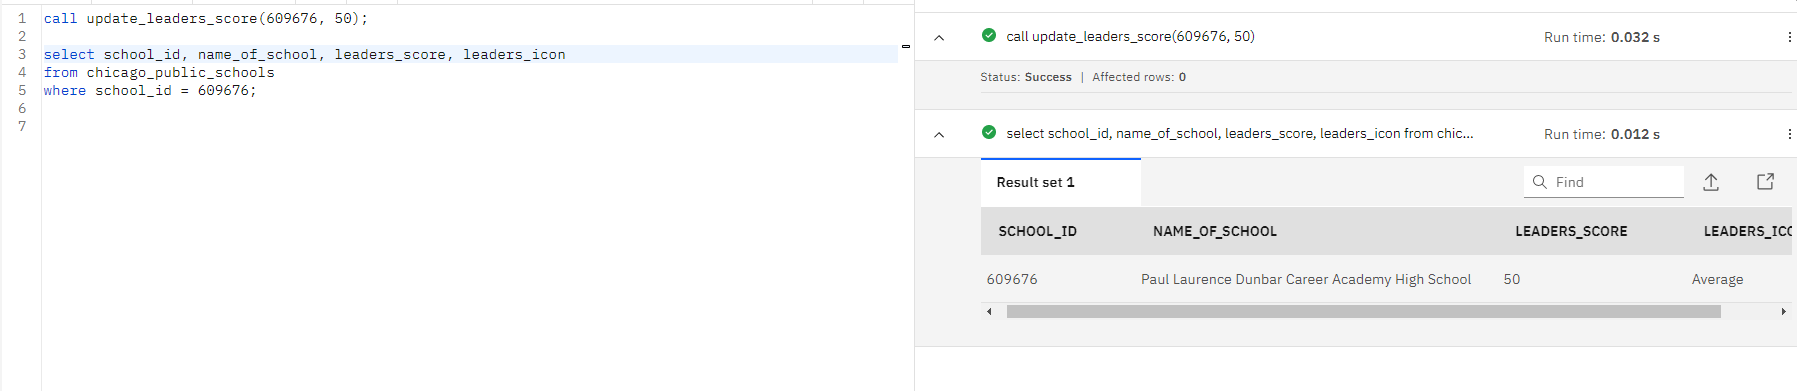 1 call update_leaders_score(609676, 50);
2
3 select school_id, name_of_school, leaders_score, leaders_icon
4 from chicago_public_schools
5 where school_id = 609676;
6
7
call update_leaders_score(609676, 50) Run time: 0.032 s
Status: Success | Affected rows: 0
select school_id, name_of_school, leaders_score, leaders_icon from chic... Run time: 0.012 s
Result set 1 Find
SCHOOL_ID NAME_OF_SCHOOL LEADERS_SCORE LEADERS_ICO
609676 Paul Laurence Dunbar Career Academy High School 50 Average